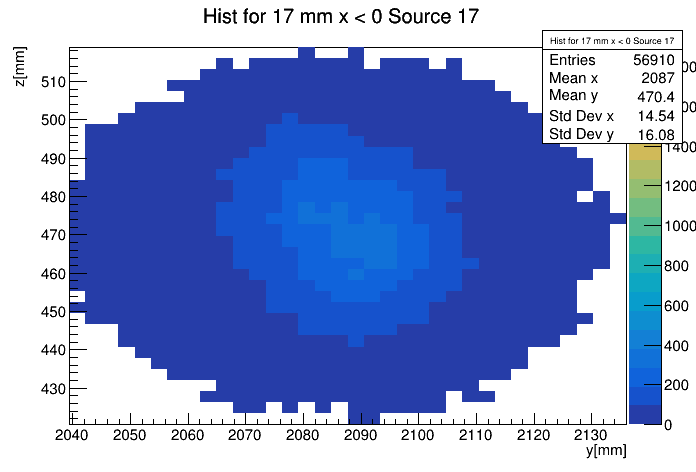 Hist for 17 mm x < 0 Source 17
Hist for 17 mm x < 0 Source 17
Entries 56910
Mean x 2087
Mean y 470.4
Std Dev x 14.54
Std Dev y 16.08
z[mm]
510
500
490
480
470
460
450
440
430
2040 2050 2060 2070 2080 2090 2100 2110 2120 2130
y[mm]
1400
1200
1000
800
600
400
200
0